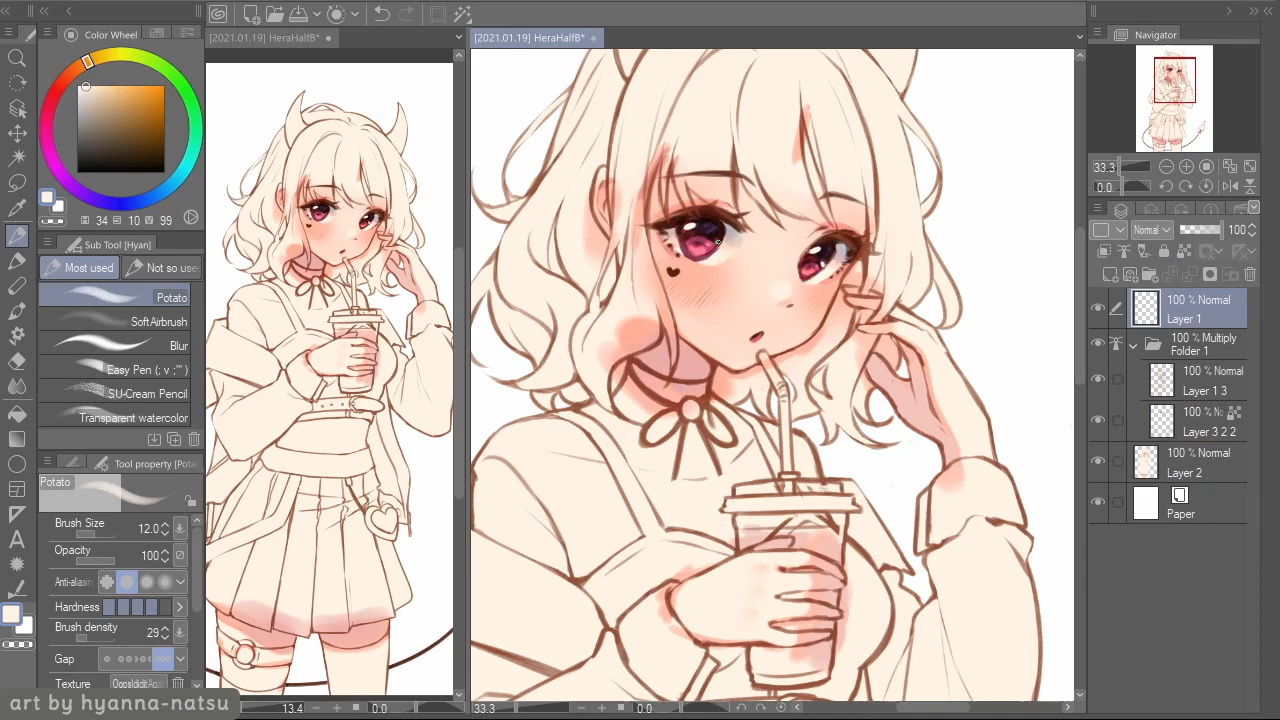 Color Wheel
34 10 99
Sub Tool [Hyan]
Most used
Not so use
Potato
SoftAirbrush
Blur
Easy Pen (; v ;'" )
SU-Cream Pencil
Transparent watercolor
Tool property [Potat
Potato
Brush Size 12.0
Opacity 100
Anti-aliasin
Hardness
Brush density 29
Gap
Texture
art by hyanna-natsu
[2021.01.19] HeraHalfB*
13.4 0.0
[2021.01.19] HeraHalfB*
33.3 0.0
Navigator
33.3
0.0
Normal 100
100 % Normal
Layer 1
100 % Multiply
Folder 1
100 % Normal
Layer 1 3
100 %
Layer 3 2 2
100 % Normal
Layer 2
Paper